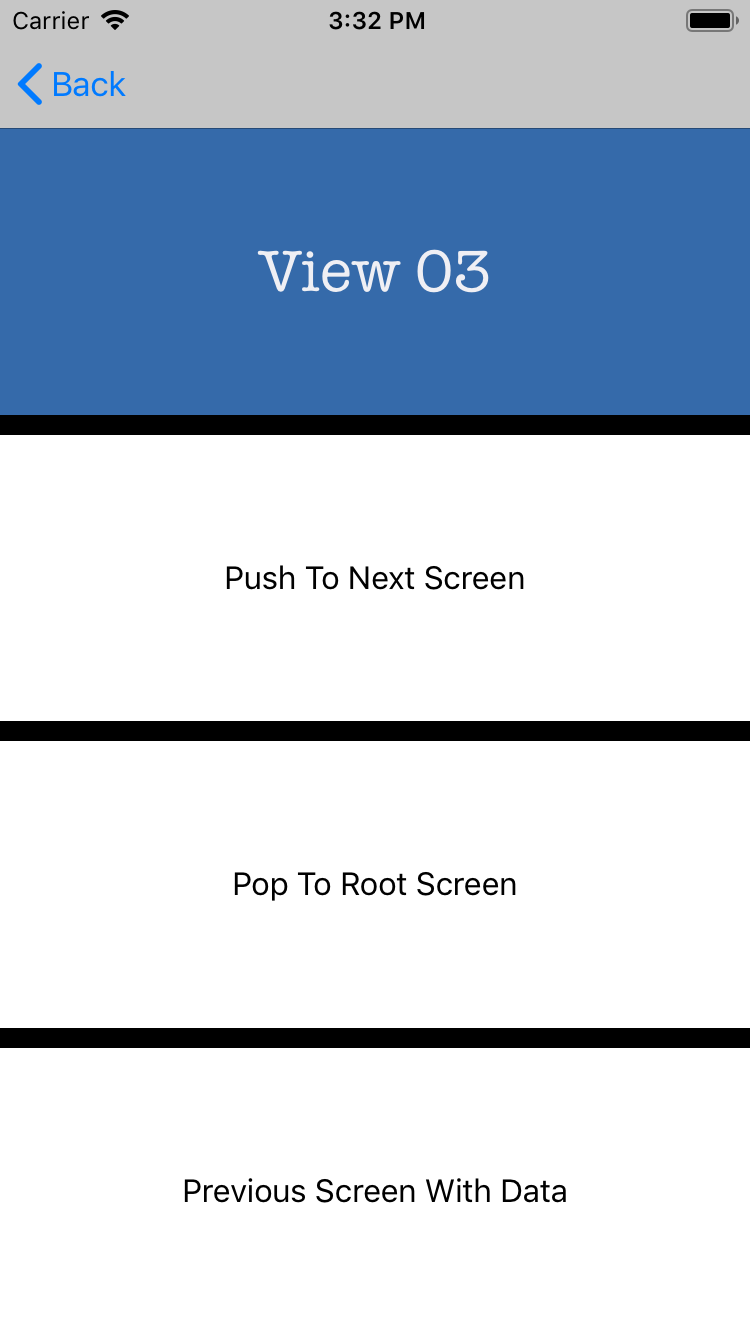 Carrier 3:32 PM
Back
View 03
Push To Next Screen
Pop To Root Screen
Previous Screen With Data